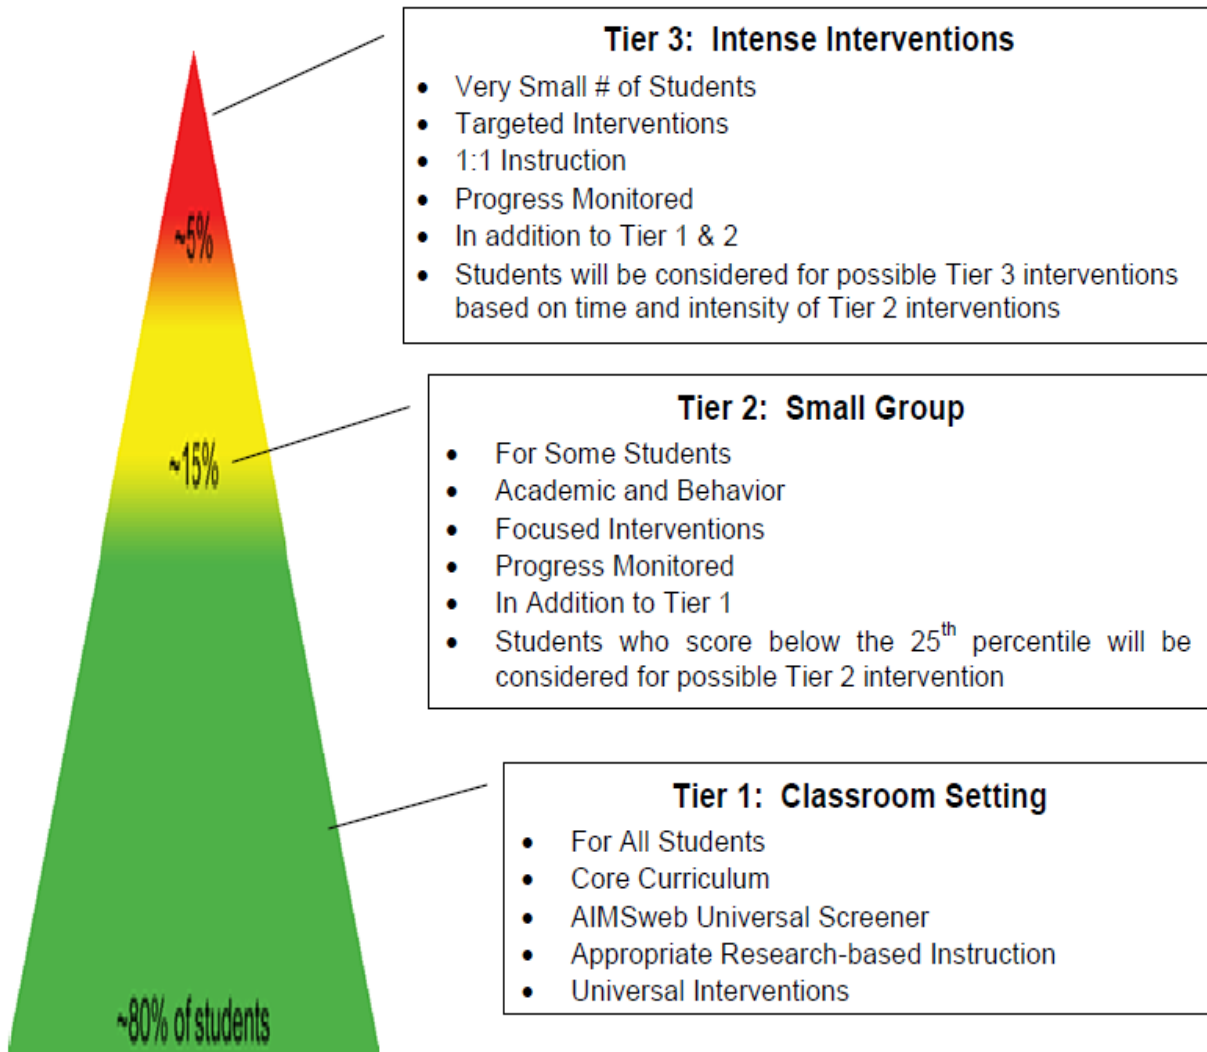 Tier 3: Intense Interventions
• Very Small # of Students
• Targeted Interventions
• 1:1 Instruction
• Progress Monitored
• In addition to Tier 1 & 2
• Students will be considered for possible Tier 3 interventions
based on time and intensity of Tier 2 interventions
~5%
Tier 2: Small Group
• For Some Students
• Academic and Behavior
• Focused Interventions
• Progress Monitored
• In Addition to Tier 1
• Students who score below the 25th percentile will be
considered for possible Tier 2 intervention
~15%
Tier 1: Classroom Setting
• For All Students
• Core Curriculum
• AIMSweb Universal Screener
• Appropriate Research-based Instruction
• Universal Interventions
~80% of students